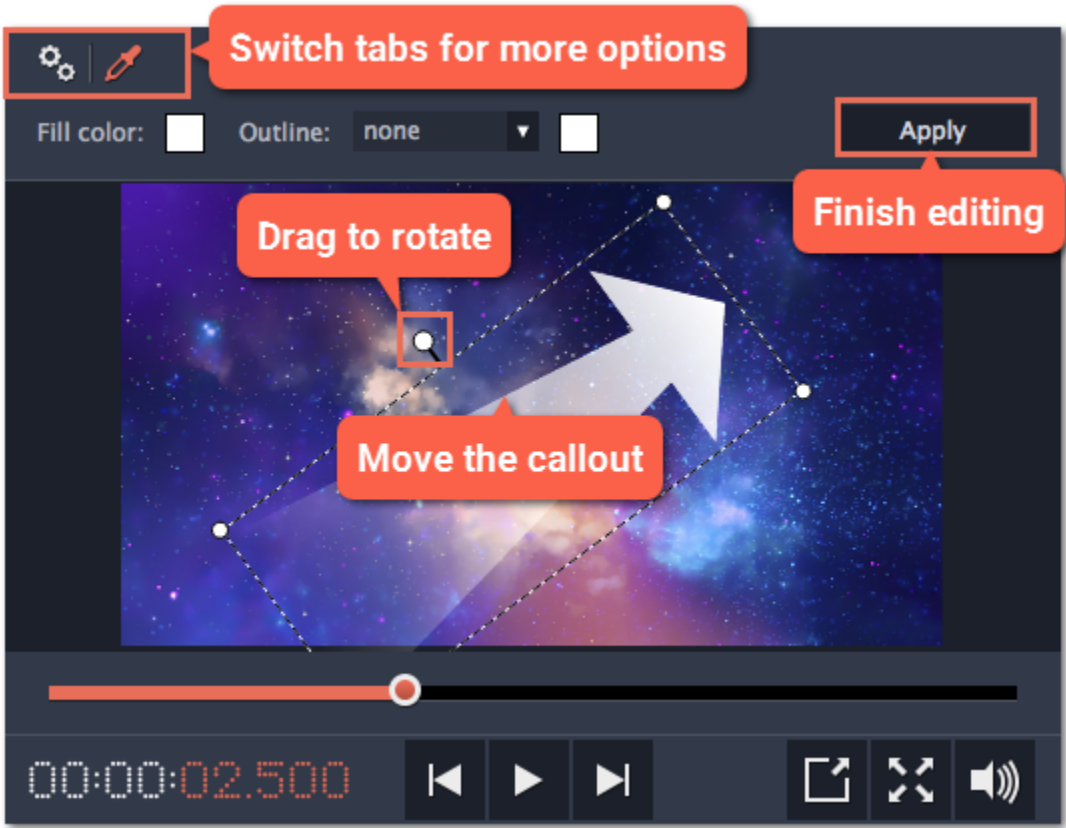 Switch tabs for more options
Fill color:
Outline:
none
Apply
Finish editing
Drag to rotate
Move the callout
00:00:02.500